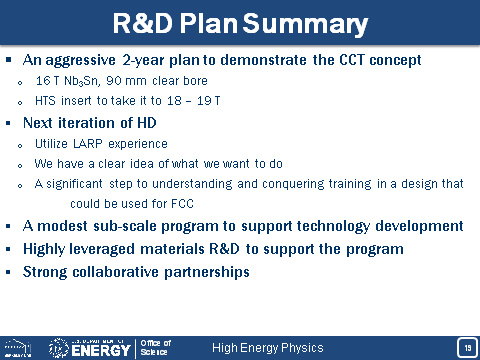 R&D Plan Summary
▪ An aggressive 2-year plan to demonstrate the CCT concept
o 16 T Nb₃Sn, 90 mm clear bore
o HTS insert to take it to 18 – 19 T
▪ Next iteration of HD
o Utilize LARP experience
o We have a clear idea of what we want to do
o A significant step to understanding and conquering training in a design that
could be used for FCC
▪ A modest sub-scale program to support technology development
▪ Highly leveraged materials R&D to support the program
▪ Strong collaborative partnerships
U.S. DEPARTMENT OF
ENERGY
Office of
Science
High Energy Physics
19